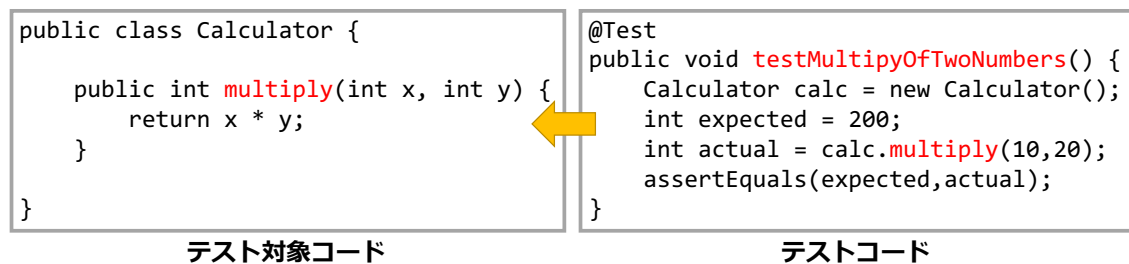 public class Calculator {
public int multiply(int x, int y) {
return x * y;
}
}
テスト対象コード
@Test
public void testMultipyOfTwoNumbers() {
Calculator calc = new Calculator();
int expected = 200;
int actual = calc.multiply(10,20);
assertEquals(expected,actual);
}
テストコード